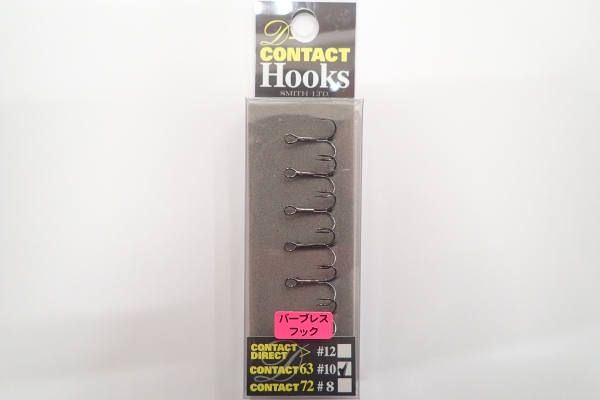 D
CONTACT
Hooks
SMITH LTD.
バーブレス
フック
CONTACT
DIRECT #12
D
CONTACT 63 #10 ✓
CONTACT 72 # 8